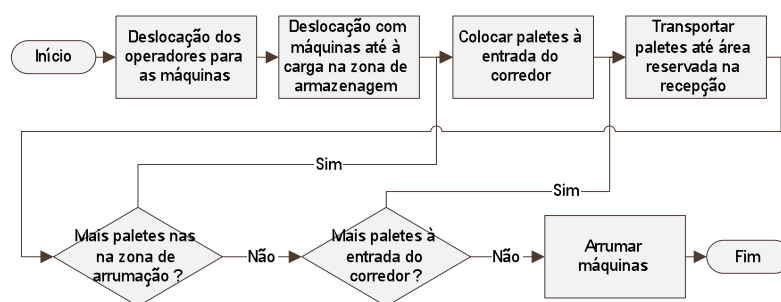 Início
Deslocação dos
operadores para
as máquinas
Deslocação com
máquinas até à
carga na zona de
armazenagem
Colocar paletes à
entrada do
corredor
Transportar
paletes até área
reservada na
recepção
Sim
Sim
Mais paletes nas
na zona de
arrumação ?
Não
Mais paletes à
entrada do
corredor ?
Não
Arrumar
máquinas
Fim